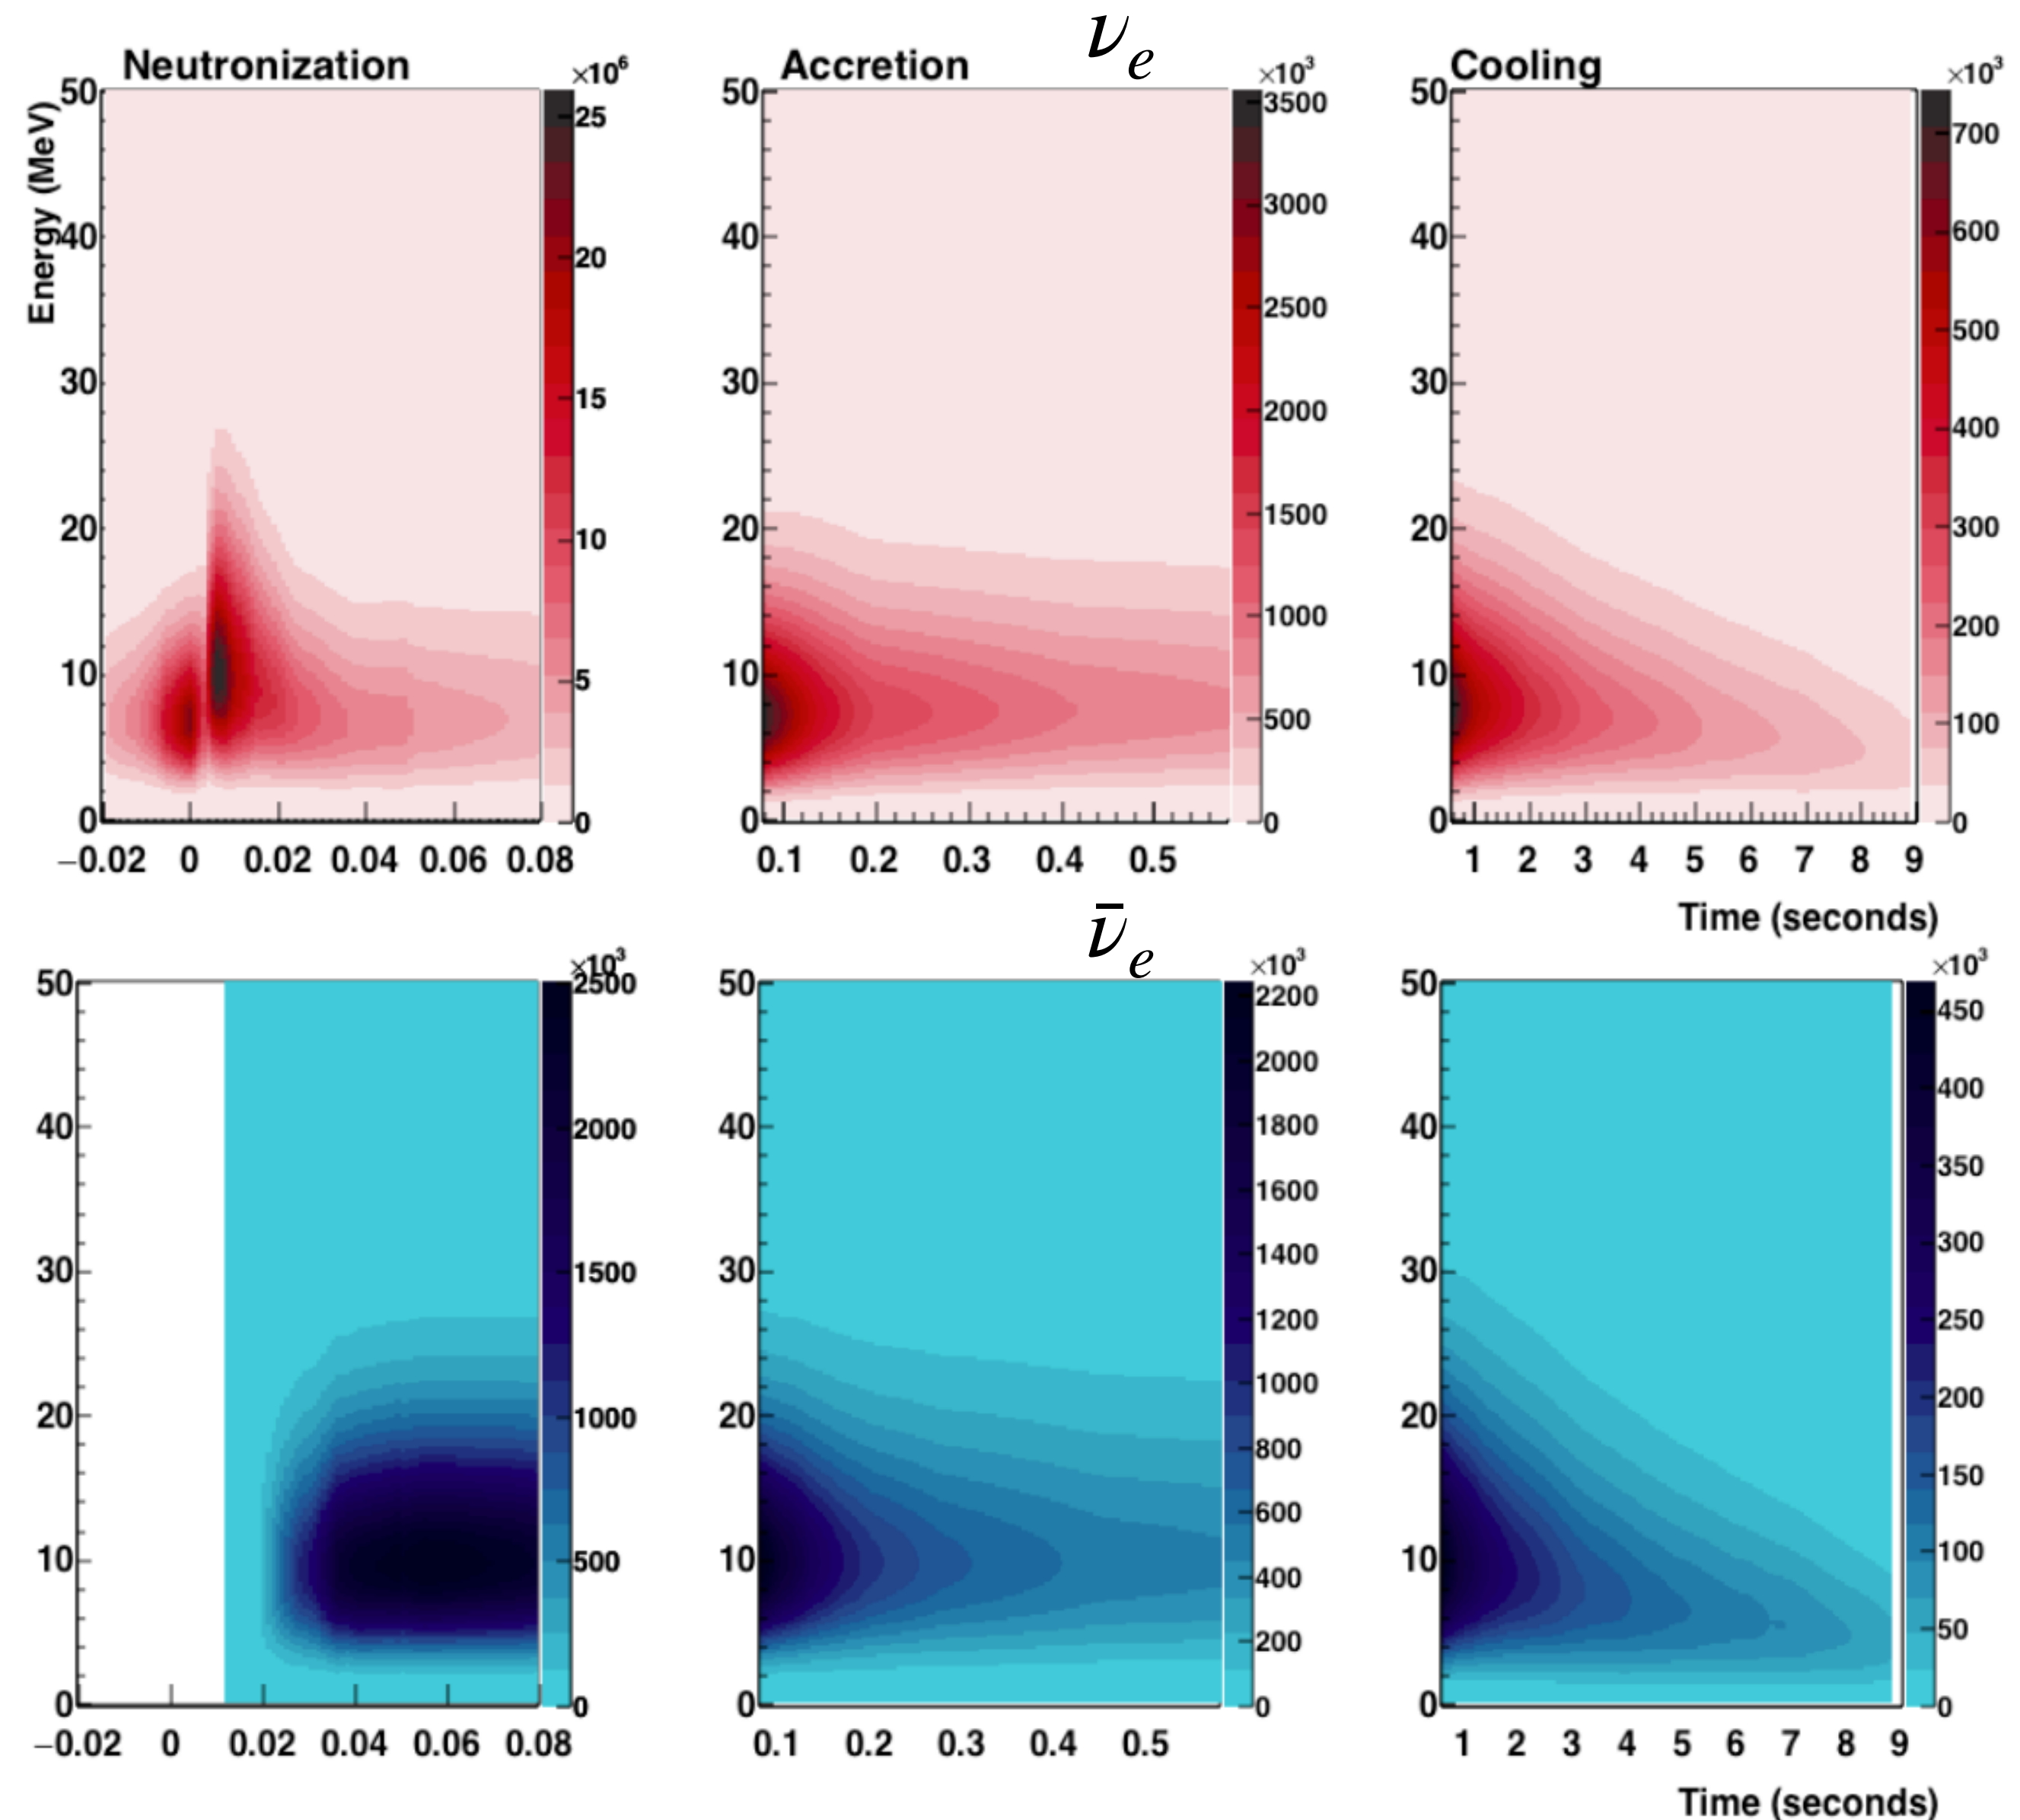 ν_e
Neutronization Accretion Cooling
×10⁶ ×10³ ×10³
Energy (MeV)
50 40 30 20 10 0
25 20 15 10 5 0
50 40 30 20 10 0
3500 3000 2500 2000 1500 1000 500 0
50 40 30 20 10 0
700 600 500 400 300 200 100 0
−0.02 0 0.02 0.04 0.06 0.08
0.1 0.2 0.3 0.4 0.5
1 2 3 4 5 6 7 8 9
Time (seconds)
ν̄_e
×10³ ×10³ ×10³
50 40 30 20 10 0
2500 2000 1500 1000 500 0
50 40 30 20 10 0
2200 2000 1800 1600 1400 1200 1000 800 600 400 200 0
50 40 30 20 10 0
450 400 350 300 250 200 150 100 50 0
−0.02 0 0.02 0.04 0.06 0.08
0.1 0.2 0.3 0.4 0.5
1 2 3 4 5 6 7 8 9
Time (seconds)